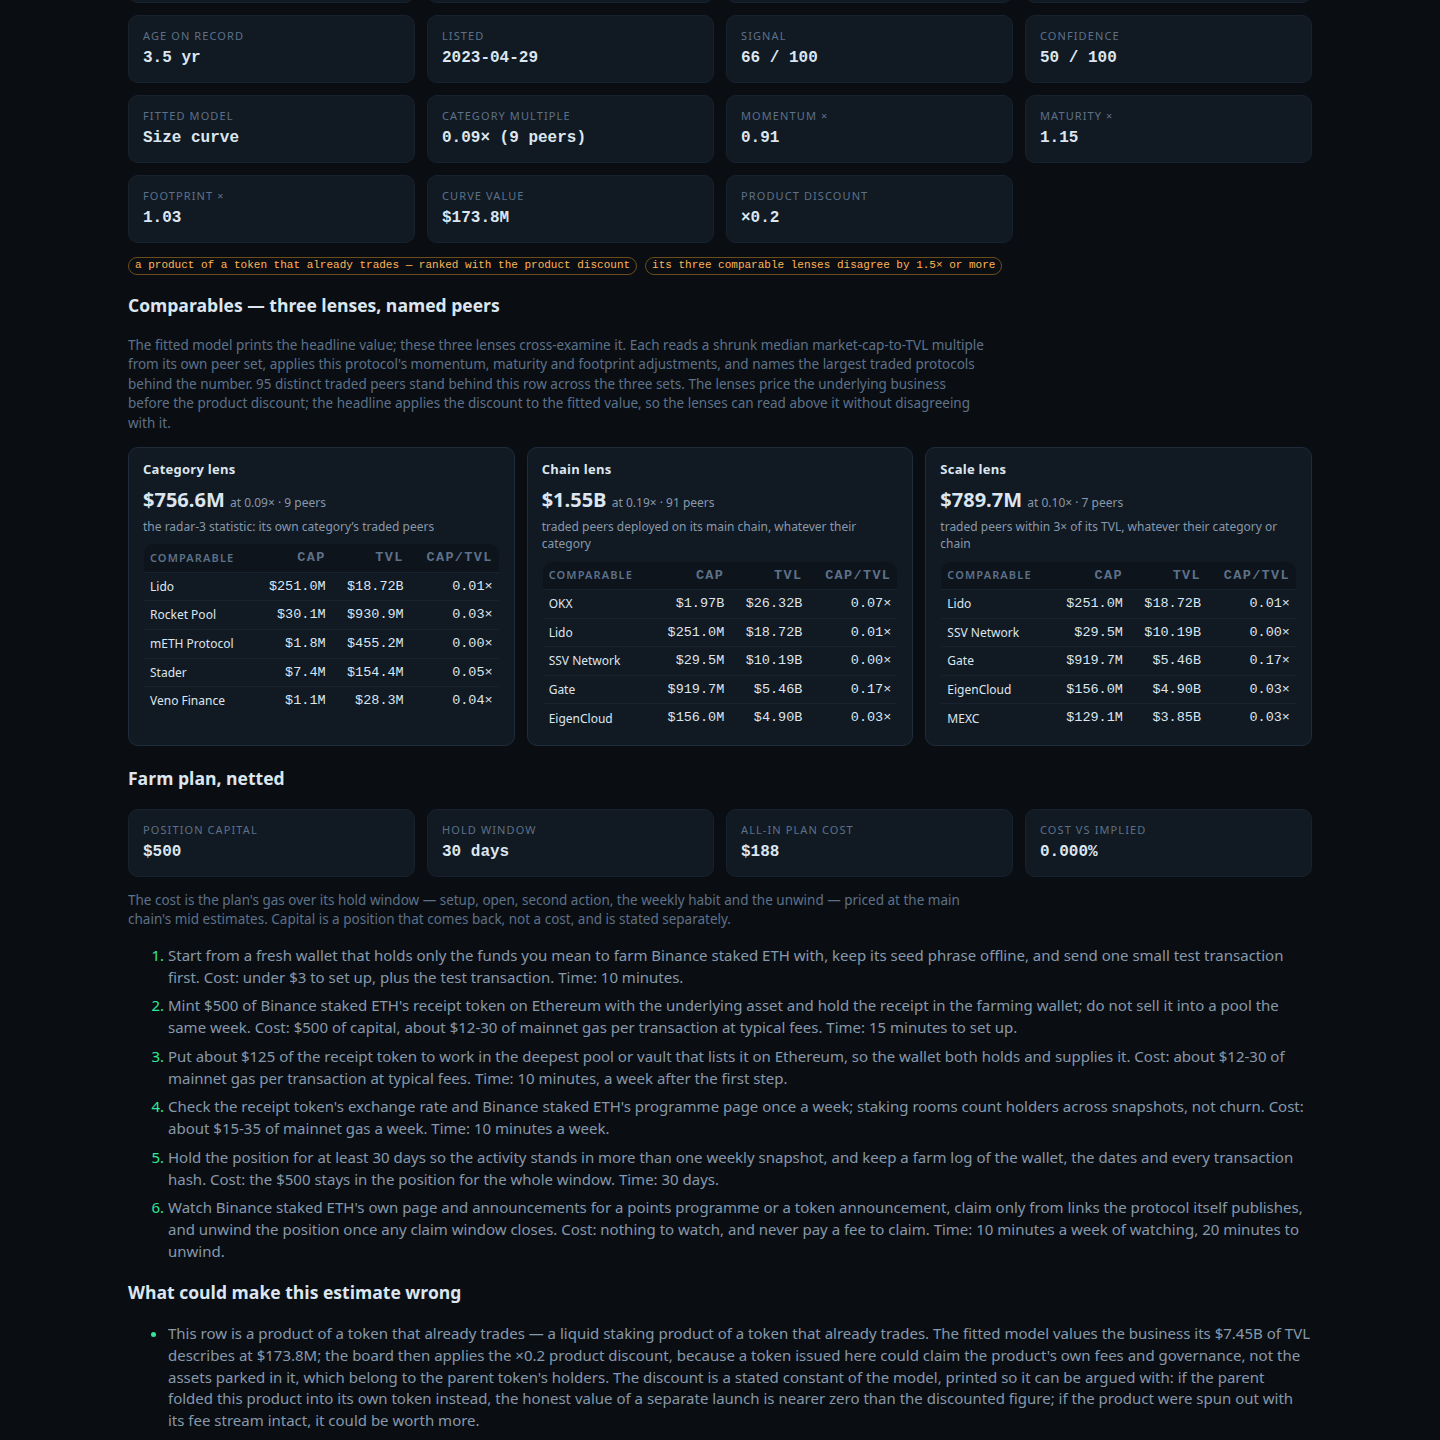 AGE ON RECORD
3.5 yr
LISTED
2023-04-29
SIGNAL
66 / 100
CONFIDENCE
50 / 100
FITTED MODEL
Size curve
CATEGORY MULTIPLE
0.09× (9 peers)
MOMENTUM ×
0.91
MATURITY ×
1.15
FOOTPRINT ×
1.03
CURVE VALUE
$173.8M
PRODUCT DISCOUNT
×0.2
a product of a token that already trades — ranked with the product discount
its three comparable lenses disagree by 1.5× or more
Comparables — three lenses, named peers
The fitted model prints the headline value; these three lenses cross-examine it. Each reads a shrunk median market-cap-to-TVL multiple
from its own peer set, applies this protocol's momentum, maturity and footprint adjustments, and names the largest traded protocols
behind the number. 95 distinct traded peers stand behind this row across the three sets. The lenses price the underlying business
before the product discount; the headline applies the discount to the fitted value, so the lenses can read above it without disagreeing
with it.
Category lens
$756.6M at 0.09× · 9 peers
the radar-3 statistic: its own category's traded peers
COMPARABLE CAP TVL CAP/TVL
Lido $251.0M $18.72B 0.01×
Rocket Pool $30.1M $930.9M 0.03×
mETH Protocol $1.8M $455.2M 0.00×
Stader $7.4M $154.4M 0.05×
Veno Finance $1.1M $28.3M 0.04×
Chain lens
$1.55B at 0.19× · 91 peers
traded peers deployed on its main chain, whatever their
category
COMPARABLE CAP TVL CAP/TVL
OKX $1.97B $26.32B 0.07×
Lido $251.0M $18.72B 0.01×
SSV Network $29.5M $10.19B 0.00×
Gate $919.7M $5.46B 0.17×
EigenCloud $156.0M $4.90B 0.03×
Scale lens
$789.7M at 0.10× · 7 peers
traded peers within 3× of its TVL, whatever their category or
chain
COMPARABLE CAP TVL CAP/TVL
Lido $251.0M $18.72B 0.01×
SSV Network $29.5M $10.19B 0.00×
Gate $919.7M $5.46B 0.17×
EigenCloud $156.0M $4.90B 0.03×
MEXC $129.1M $3.85B 0.03×
Farm plan, netted
POSITION CAPITAL
$500
HOLD WINDOW
30 days
ALL-IN PLAN COST
$188
COST VS IMPLIED
0.000%
The cost is the plan's gas over its hold window — setup, open, second action, the weekly habit and the unwind — priced at the main
chain's mid estimates. Capital is a position that comes back, not a cost, and is stated separately.
1. Start from a fresh wallet that holds only the funds you mean to farm Binance staked ETH with, keep its seed phrase offline, and send one small test transaction
first. Cost: under $3 to set up, plus the test transaction. Time: 10 minutes.
2. Mint $500 of Binance staked ETH's receipt token on Ethereum with the underlying asset and hold the receipt in the farming wallet; do not sell it into a pool the
same week. Cost: $500 of capital, about $12-30 of mainnet gas per transaction at typical fees. Time: 15 minutes to set up.
3. Put about $125 of the receipt token to work in the deepest pool or vault that lists it on Ethereum, so the wallet both holds and supplies it. Cost: about $12-30 of
mainnet gas per transaction at typical fees. Time: 10 minutes, a week after the first step.
4. Check the receipt token's exchange rate and Binance staked ETH's programme page once a week; staking rooms count holders across snapshots, not churn. Cost:
about $15-35 of mainnet gas a week. Time: 10 minutes a week.
5. Hold the position for at least 30 days so the activity stands in more than one weekly snapshot, and keep a farm log of the wallet, the dates and every transaction
hash. Cost: the $500 stays in the position for the whole window. Time: 30 days.
6. Watch Binance staked ETH's own page and announcements for a points programme or a token announcement, claim only from links the protocol itself publishes,
and unwind the position once any claim window closes. Cost: nothing to watch, and never pay a fee to claim. Time: 10 minutes a week of watching, 20 minutes to
unwind.
What could make this estimate wrong
• This row is a product of a token that already trades — a liquid staking product of a token that already trades. The fitted model values the business its $7.45B of TVL
describes at $173.8M; the board then applies the ×0.2 product discount, because a token issued here could claim the product's own fees and governance, not the
assets parked in it, which belong to the parent token's holders. The discount is a stated constant of the model, printed so it can be argued with: if the parent
folded this product into its own token instead, the honest value of a separate launch is nearer zero than the discounted figure; if the product were spun out with
its fee stream intact, it could be worth more.